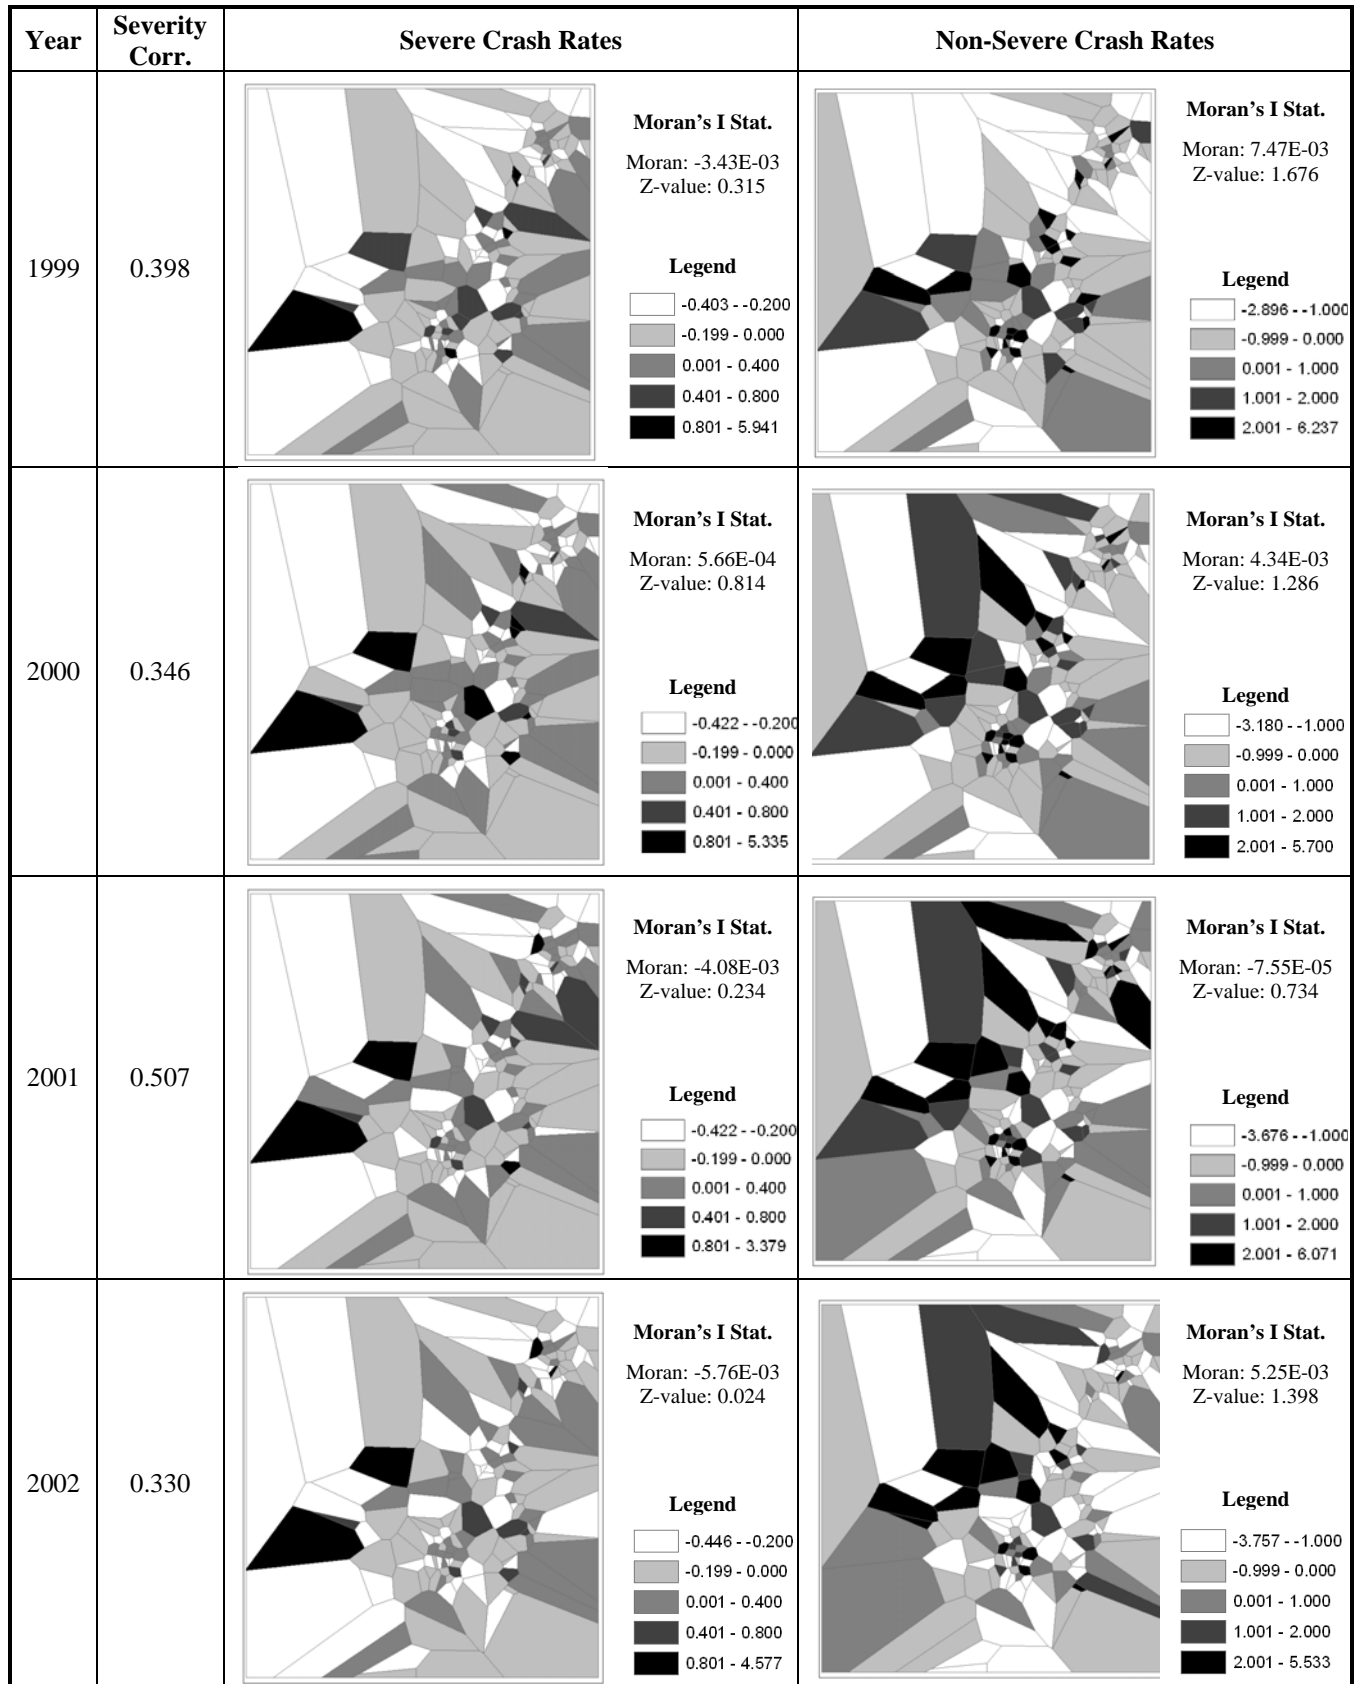 Year
Severity
Corr.
Severe Crash Rates
Non-Severe Crash Rates
1999
0.398
Moran's I Stat.
Moran: -3.43E-03
Z-value: 0.315
Legend
-0.403 - -0.200
-0.199 - 0.000
0.001 - 0.400
0.401 - 0.800
0.801 - 5.941
Moran's I Stat.
Moran: 7.47E-03
Z-value: 1.676
Legend
-2.896 - -1.000
-0.999 - 0.000
0.001 - 1.000
1.001 - 2.000
2.001 - 6.237
2000
0.346
Moran's I Stat.
Moran: 5.66E-04
Z-value: 0.814
Legend
-0.422 - -0.200
-0.199 - 0.000
0.001 - 0.400
0.401 - 0.800
0.801 - 5.335
Moran's I Stat.
Moran: 4.34E-03
Z-value: 1.286
Legend
-3.180 - -1.000
-0.999 - 0.000
0.001 - 1.000
1.001 - 2.000
2.001 - 5.700
2001
0.507
Moran's I Stat.
Moran: -4.08E-03
Z-value: 0.234
Legend
-0.422 - -0.200
-0.199 - 0.000
0.001 - 0.400
0.401 - 0.800
0.801 - 3.379
Moran's I Stat.
Moran: -7.55E-05
Z-value: 0.734
Legend
-3.676 - -1.000
-0.999 - 0.000
0.001 - 1.000
1.001 - 2.000
2.001 - 6.071
2002
0.330
Moran's I Stat.
Moran: -5.76E-03
Z-value: 0.024
Legend
-0.446 - -0.200
-0.199 - 0.000
0.001 - 0.400
0.401 - 0.800
0.801 - 4.577
Moran's I Stat.
Moran: 5.25E-03
Z-value: 1.398
Legend
-3.757 - -1.000
-0.999 - 0.000
0.001 - 1.000
1.001 - 2.000
2.001 - 5.533